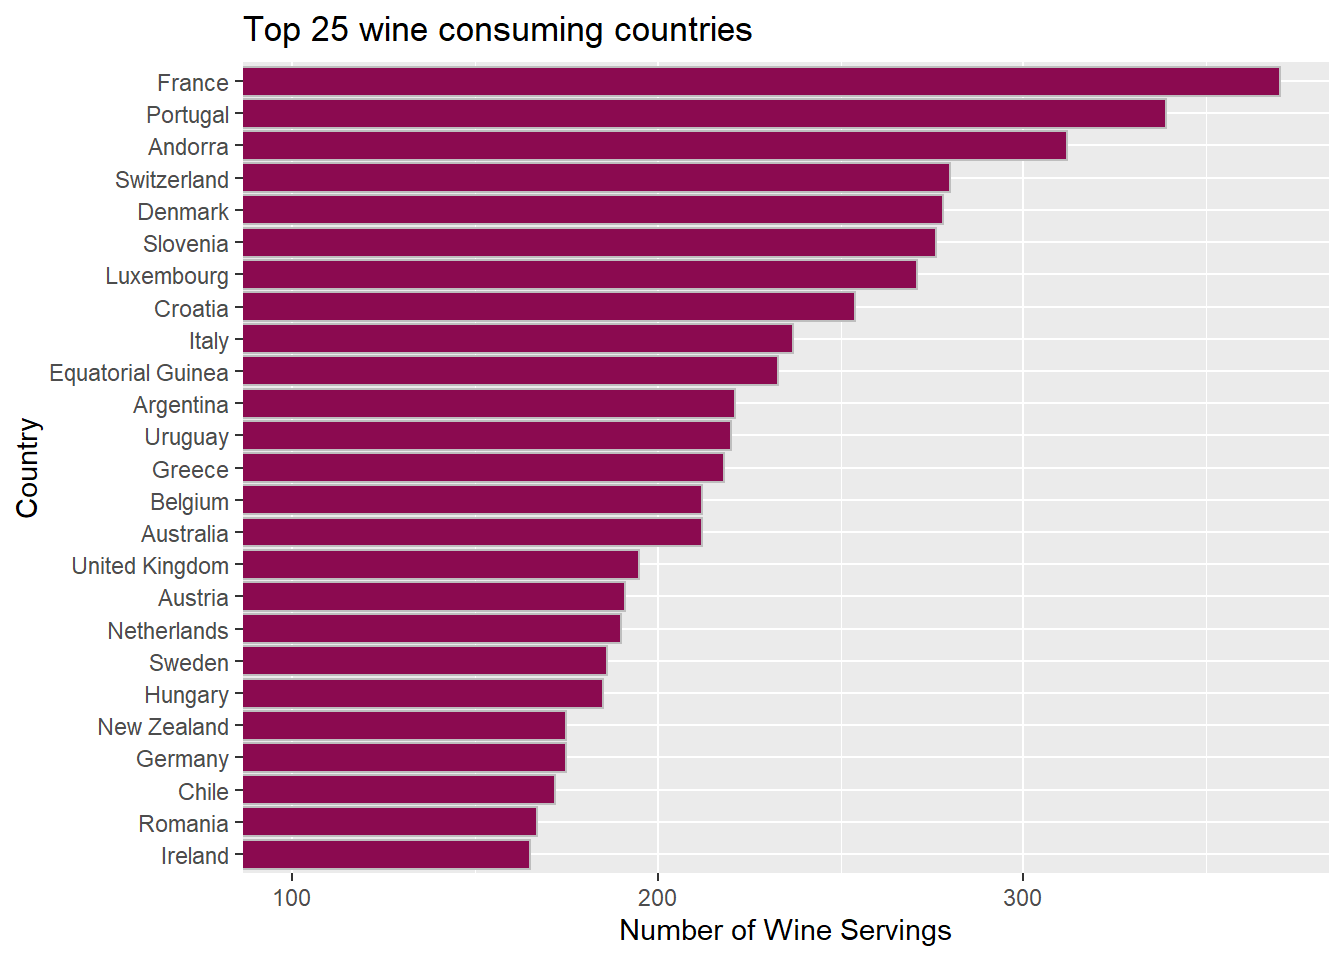 Top 25 wine consuming countries
Country
France
Portugal
Andorra
Switzerland
Denmark
Slovenia
Luxembourg
Croatia
Italy
Equatorial Guinea
Argentina
Uruguay
Greece
Belgium
Australia
United Kingdom
Austria
Netherlands
Sweden
Hungary
New Zealand
Germany
Chile
Romania
Ireland
100 200 300
Number of Wine Servings